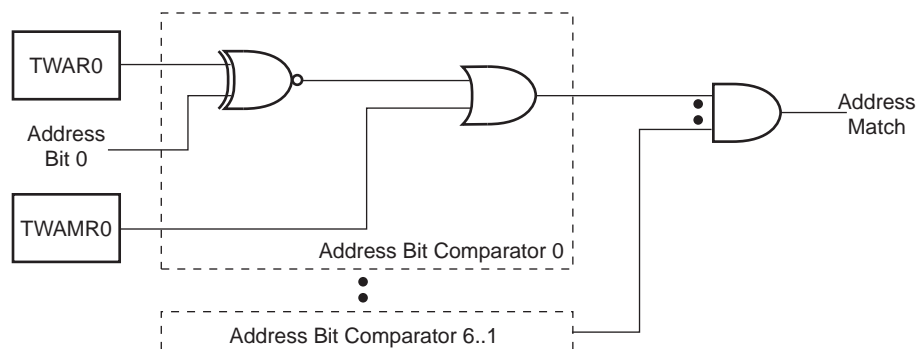 TWAR0
Address
Bit 0
TWAMR0
Address Bit Comparator 0
Address Bit Comparator 6..1
Address
Match